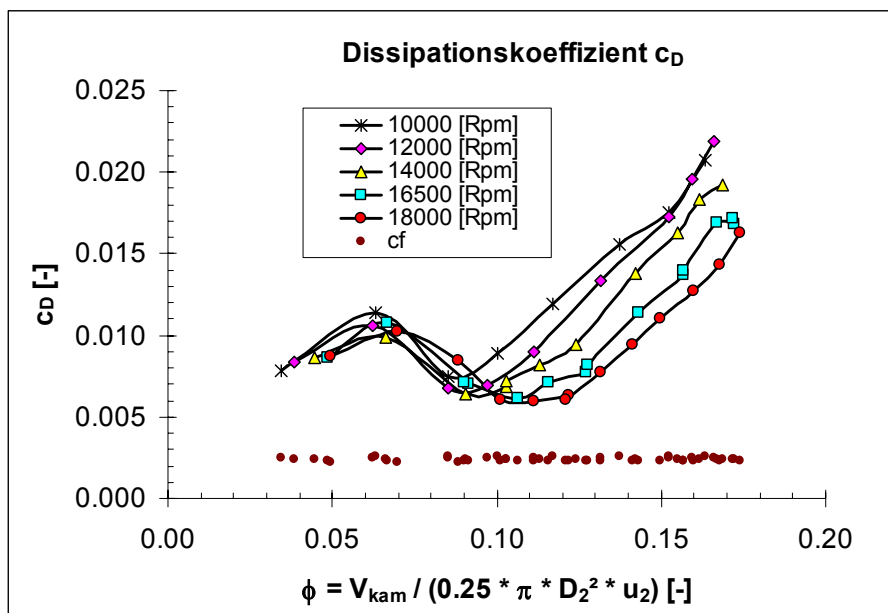 Dissipationskoeffizient cD
0.025
0.020
0.015
0.010
0.005
0.000
cD [-]
10000 [Rpm]
12000 [Rpm]
14000 [Rpm]
16500 [Rpm]
18000 [Rpm]
cf
0.00
0.05
0.10
0.15
0.20
ϕ = Vkam / (0.25 * π * D2² * u2) [-]